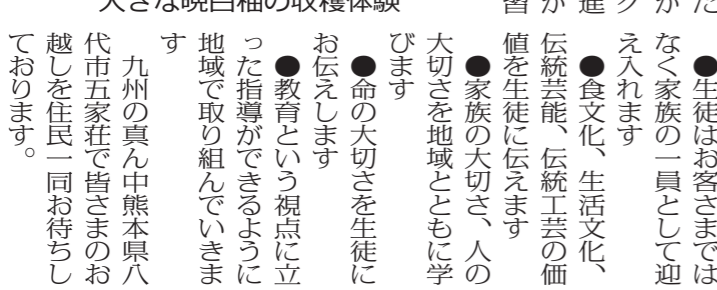 が
ク
進
が
習
大きな晩白柚の収穫体験
●生徒はお客さまでは
なく家族の一員として迎
え入れます
●食文化、生活文化、
伝統芸能、伝統工芸の価
値を生徒に伝えます
●家族の大切さ、人の
大切さを地域とともに学
びます
●命の大切さを生徒に
お伝えします
●教育という視点に立
った指導ができるように
地域で取り組んでいきま
す
九州の真ん中熊本県八
代市五家荘で皆さまのお
越しを住民一同お待ちし
ております。